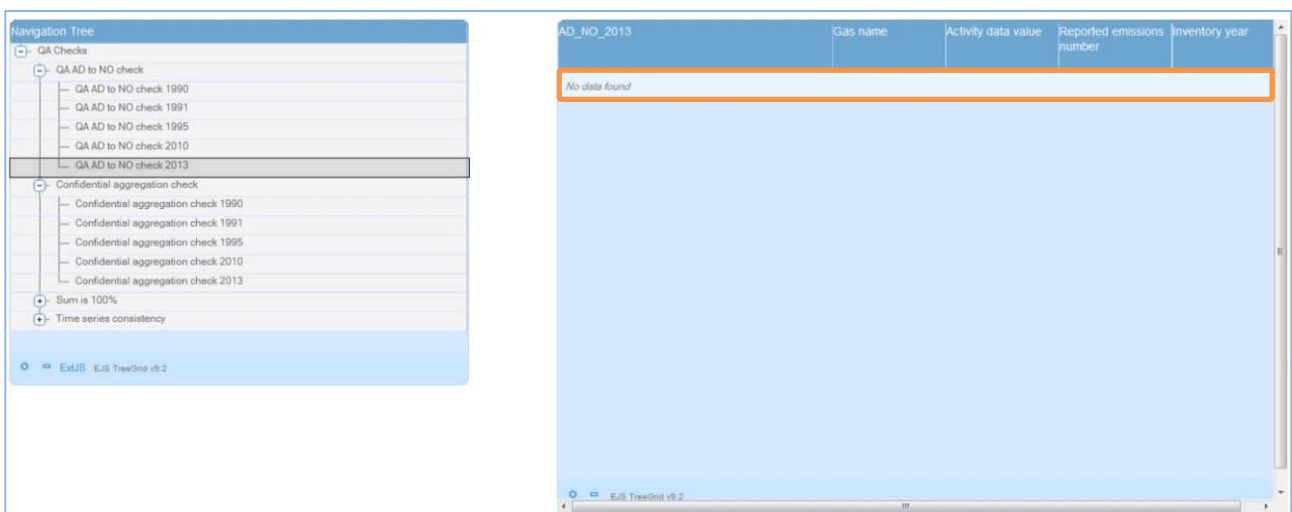 Navigation Tree
QA Checks
QA AD to NO check
QA AD to NO check 1990
QA AD to NO check 1991
QA AD to NO check 1995
QA AD to NO check 2010
QA AD to NO check 2013
Confidential aggregation check
Confidential aggregation check 1990
Confidential aggregation check 1991
Confidential aggregation check 1995
Confidential aggregation check 2010
Confidential aggregation check 2013
Sum is 100%
Time series consistency
ExtJS EJS TreeGrid v9.2
AD_NO_2013 Gas name Activity data value Reported emissions Inventory year
number
No data found
EJS TreeGrid v9.2